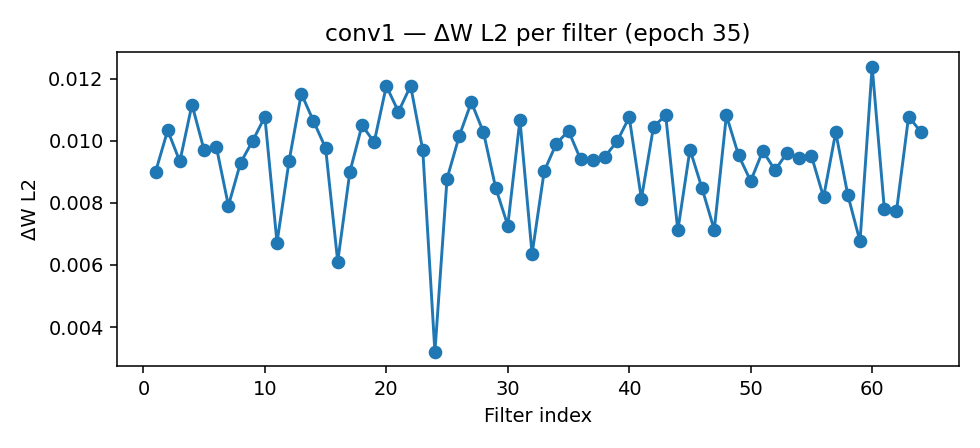 conv1 — ΔW L2 per filter (epoch 35)
ΔW L2
0.012
0.010
0.008
0.006
0.004
0 10 20 30 40 50 60
Filter index